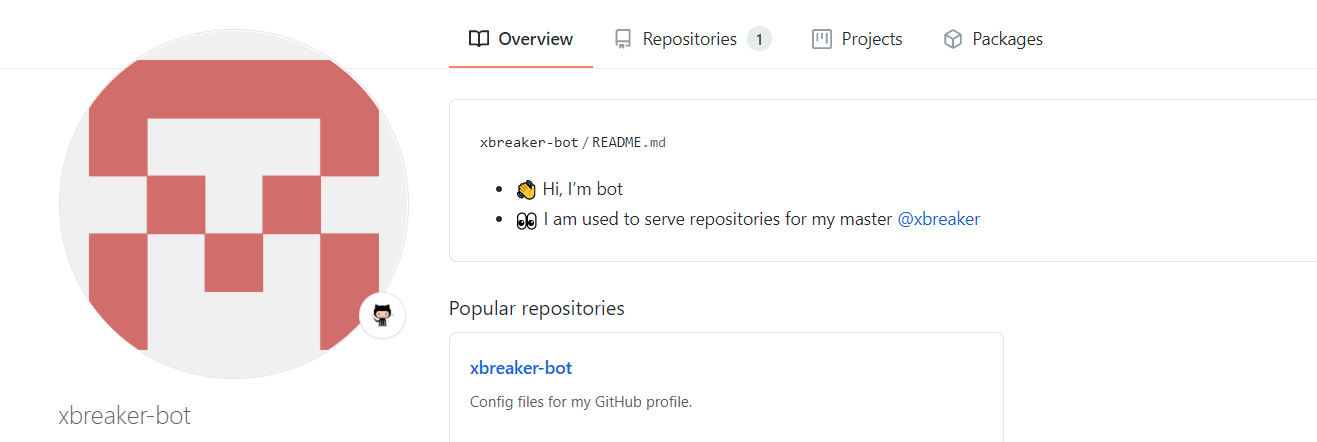 Overview Repositories 1 Projects Packages
xbreaker-bot / README.md
👋 Hi, I’m bot
👀 I am used to serve repositories for my master @xbreaker
Popular repositories
xbreaker-bot
Config files for my GitHub profile.
xbreaker-bot